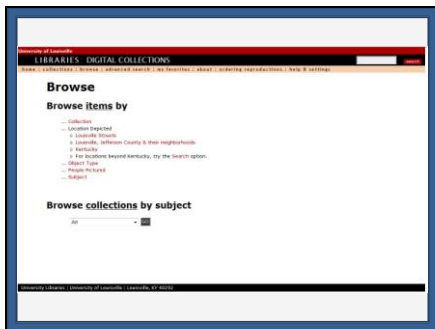 University of Louisville
LIBRARIES DIGITAL COLLECTIONS
search
home | collections | browse | advanced search | my favorites | about | ordering reproductions | help & settings
Browse
Browse items by
... Collection
... Location Depicted
Louisville Streets
Louisville, Jefferson County & their neighborhoods
Kentucky
For locations beyond Kentucky, try the Search option.
... Object Type
... People Pictured
... Subject
Browse collections by subject
Art
University Libraries | University of Louisville | Louisville, KY 40292